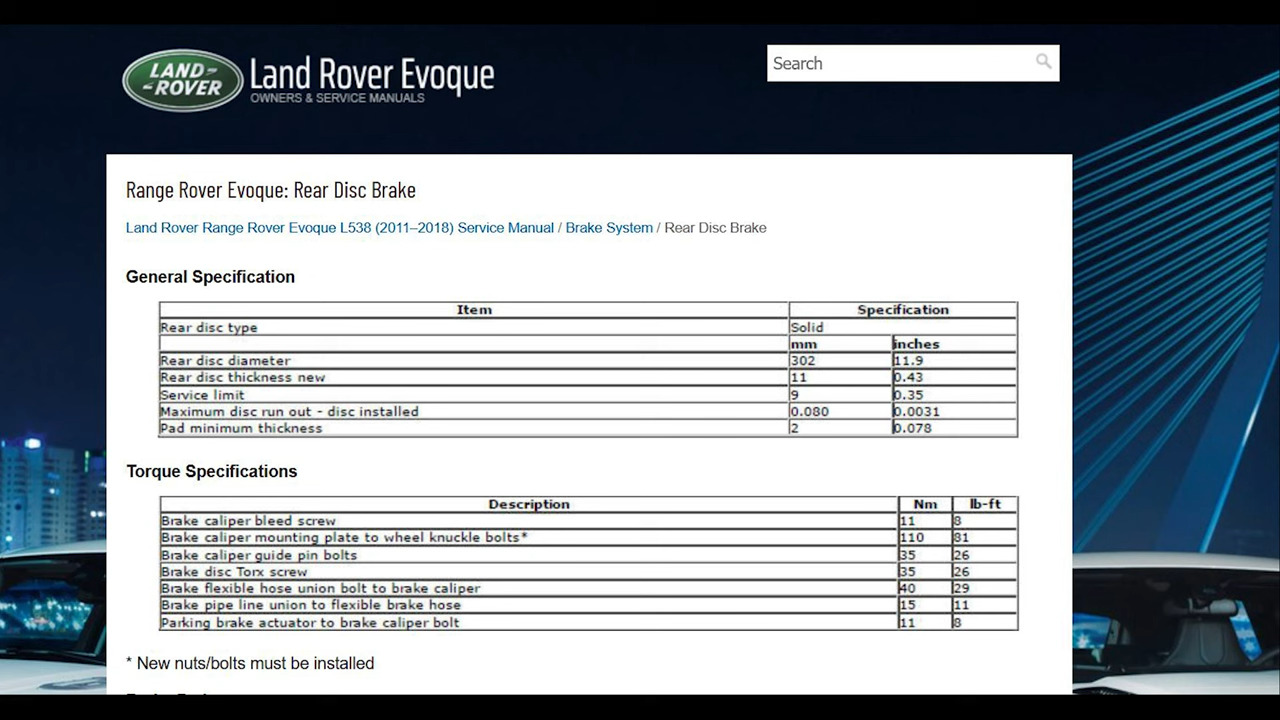 LAND-
-ROVER
Land Rover Evoque
OWNERS & SERVICE MANUALS
Search
Range Rover Evoque: Rear Disc Brake
Land Rover Range Rover Evoque L538 (2011–2018) Service Manual / Brake System / Rear Disc Brake
General Specification
Item Specification
Rear disc type Solid
mm inches
Rear disc diameter 302 11.9
Rear disc thickness new 11 0.43
Service limit 9 0.35
Maximum disc run out - disc installed 0.080 0.0031
Pad minimum thickness 2 0.078
Torque Specifications
Description Nm lb-ft
Brake caliper bleed screw 11 8
Brake caliper mounting plate to wheel knuckle bolts* 110 81
Brake caliper guide pin bolts 35 26
Brake disc Torx screw 35 26
Brake flexible hose union bolt to brake caliper 40 29
Brake pipe line union to flexible brake hose 15 11
Parking brake actuator to brake caliper bolt 11 8
* New nuts/bolts must be installed